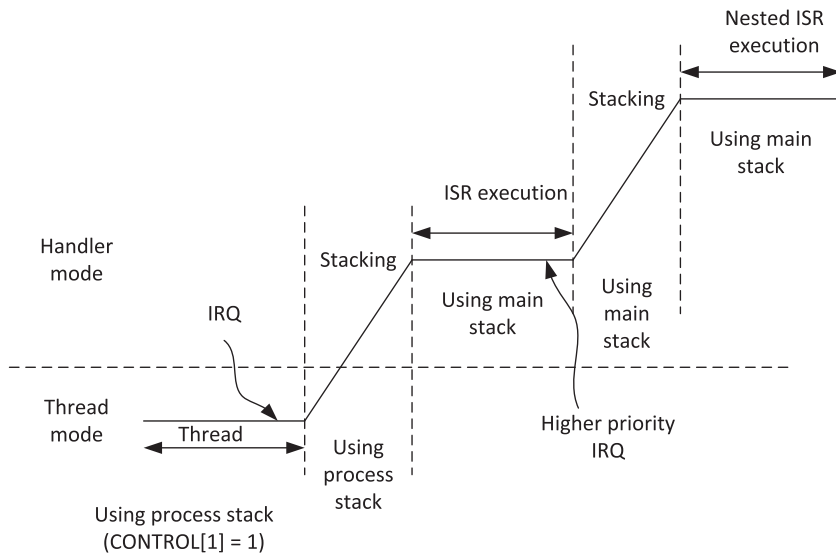 Nested ISR
execution
Stacking
Using main
stack
ISR execution
Handler
mode
Stacking
Using main
stack
Using
main
stack
IRQ
Thread
mode
Thread
Using
process
stack
Higher priority
IRQ
Using process stack
(CONTROL[1] = 1)